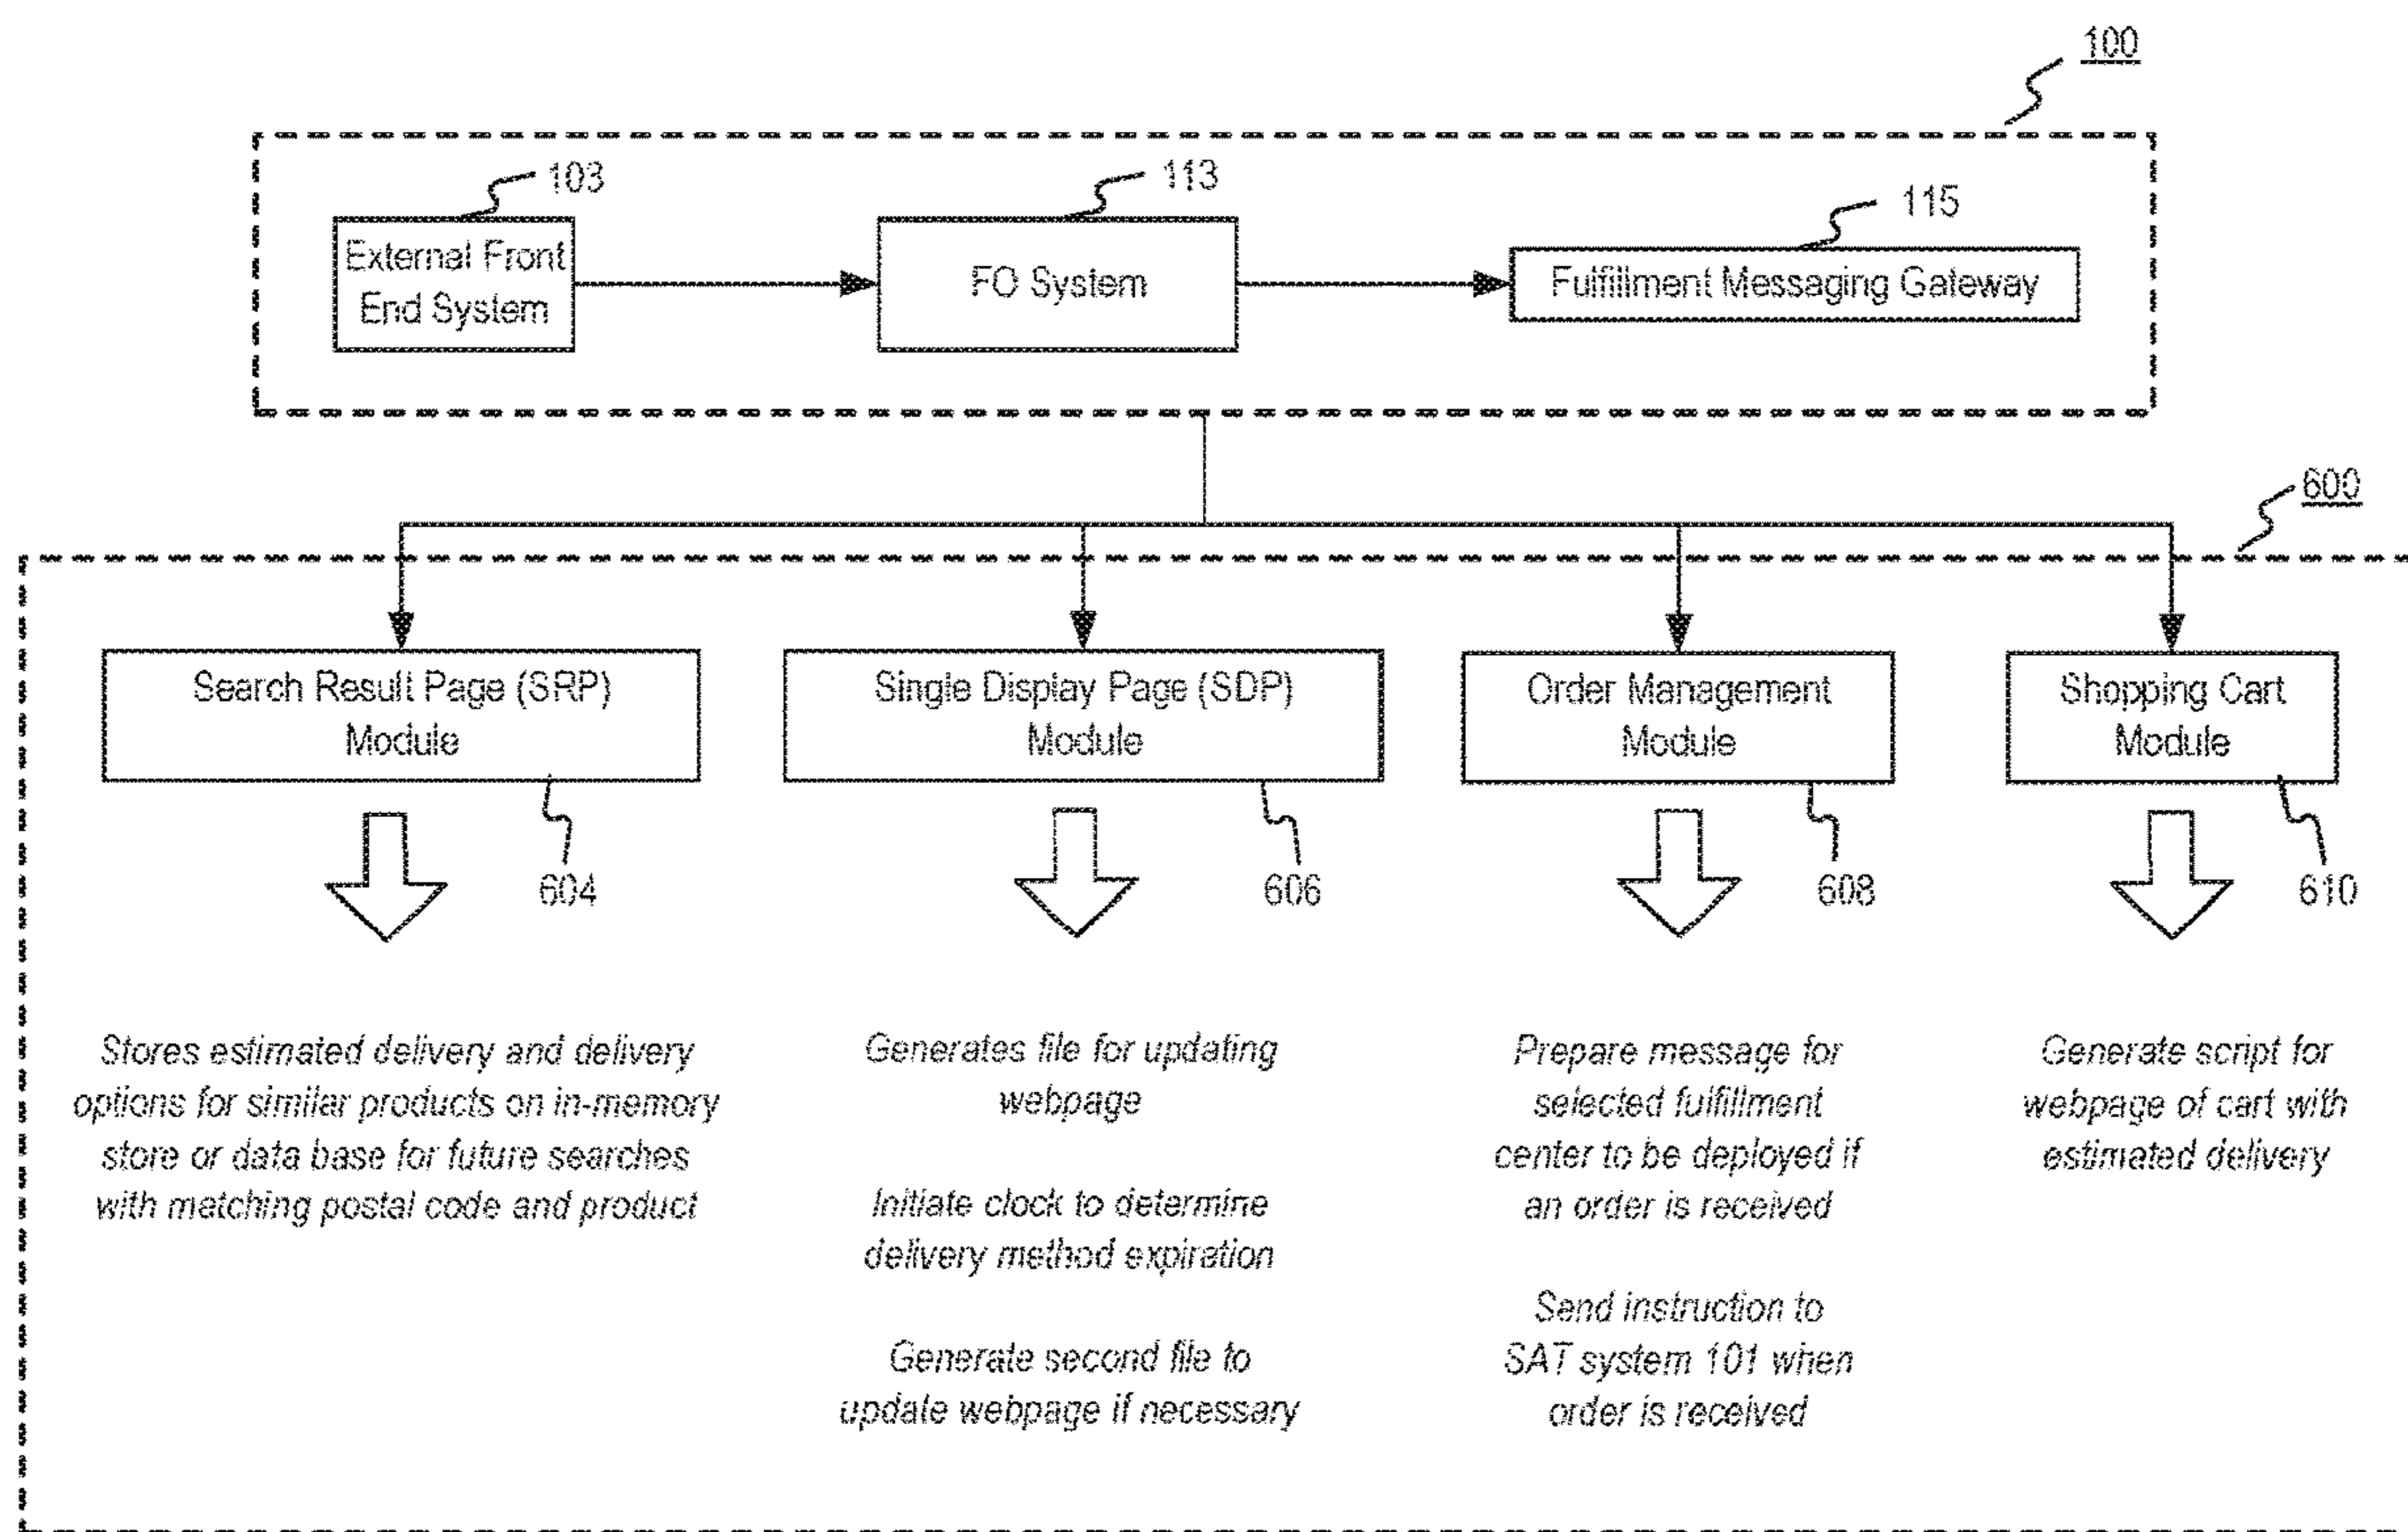 100
103
113
115
External Front
End System
FO System
Fulfillment Messaging Gateway
600
Search Result Page (SRP)
Module
Single Display Page (SDP)
Module
Order Management
Module
Shopping Cart
Module
604
606
608
610
Stores estimated delivery and delivery
options for similar products on in-memory
store or data base for future searches
with matching postal code and product
Generates file for updating
webpage
Initiate clock to determine
delivery method expiration
Generate second file to
update webpage if necessary
Prepare message for
selected fulfillment
center to be deployed if
an order is received
Send instruction to
SAT system 101 when
order is received
Generate script for
webpage of cart with
estimated delivery